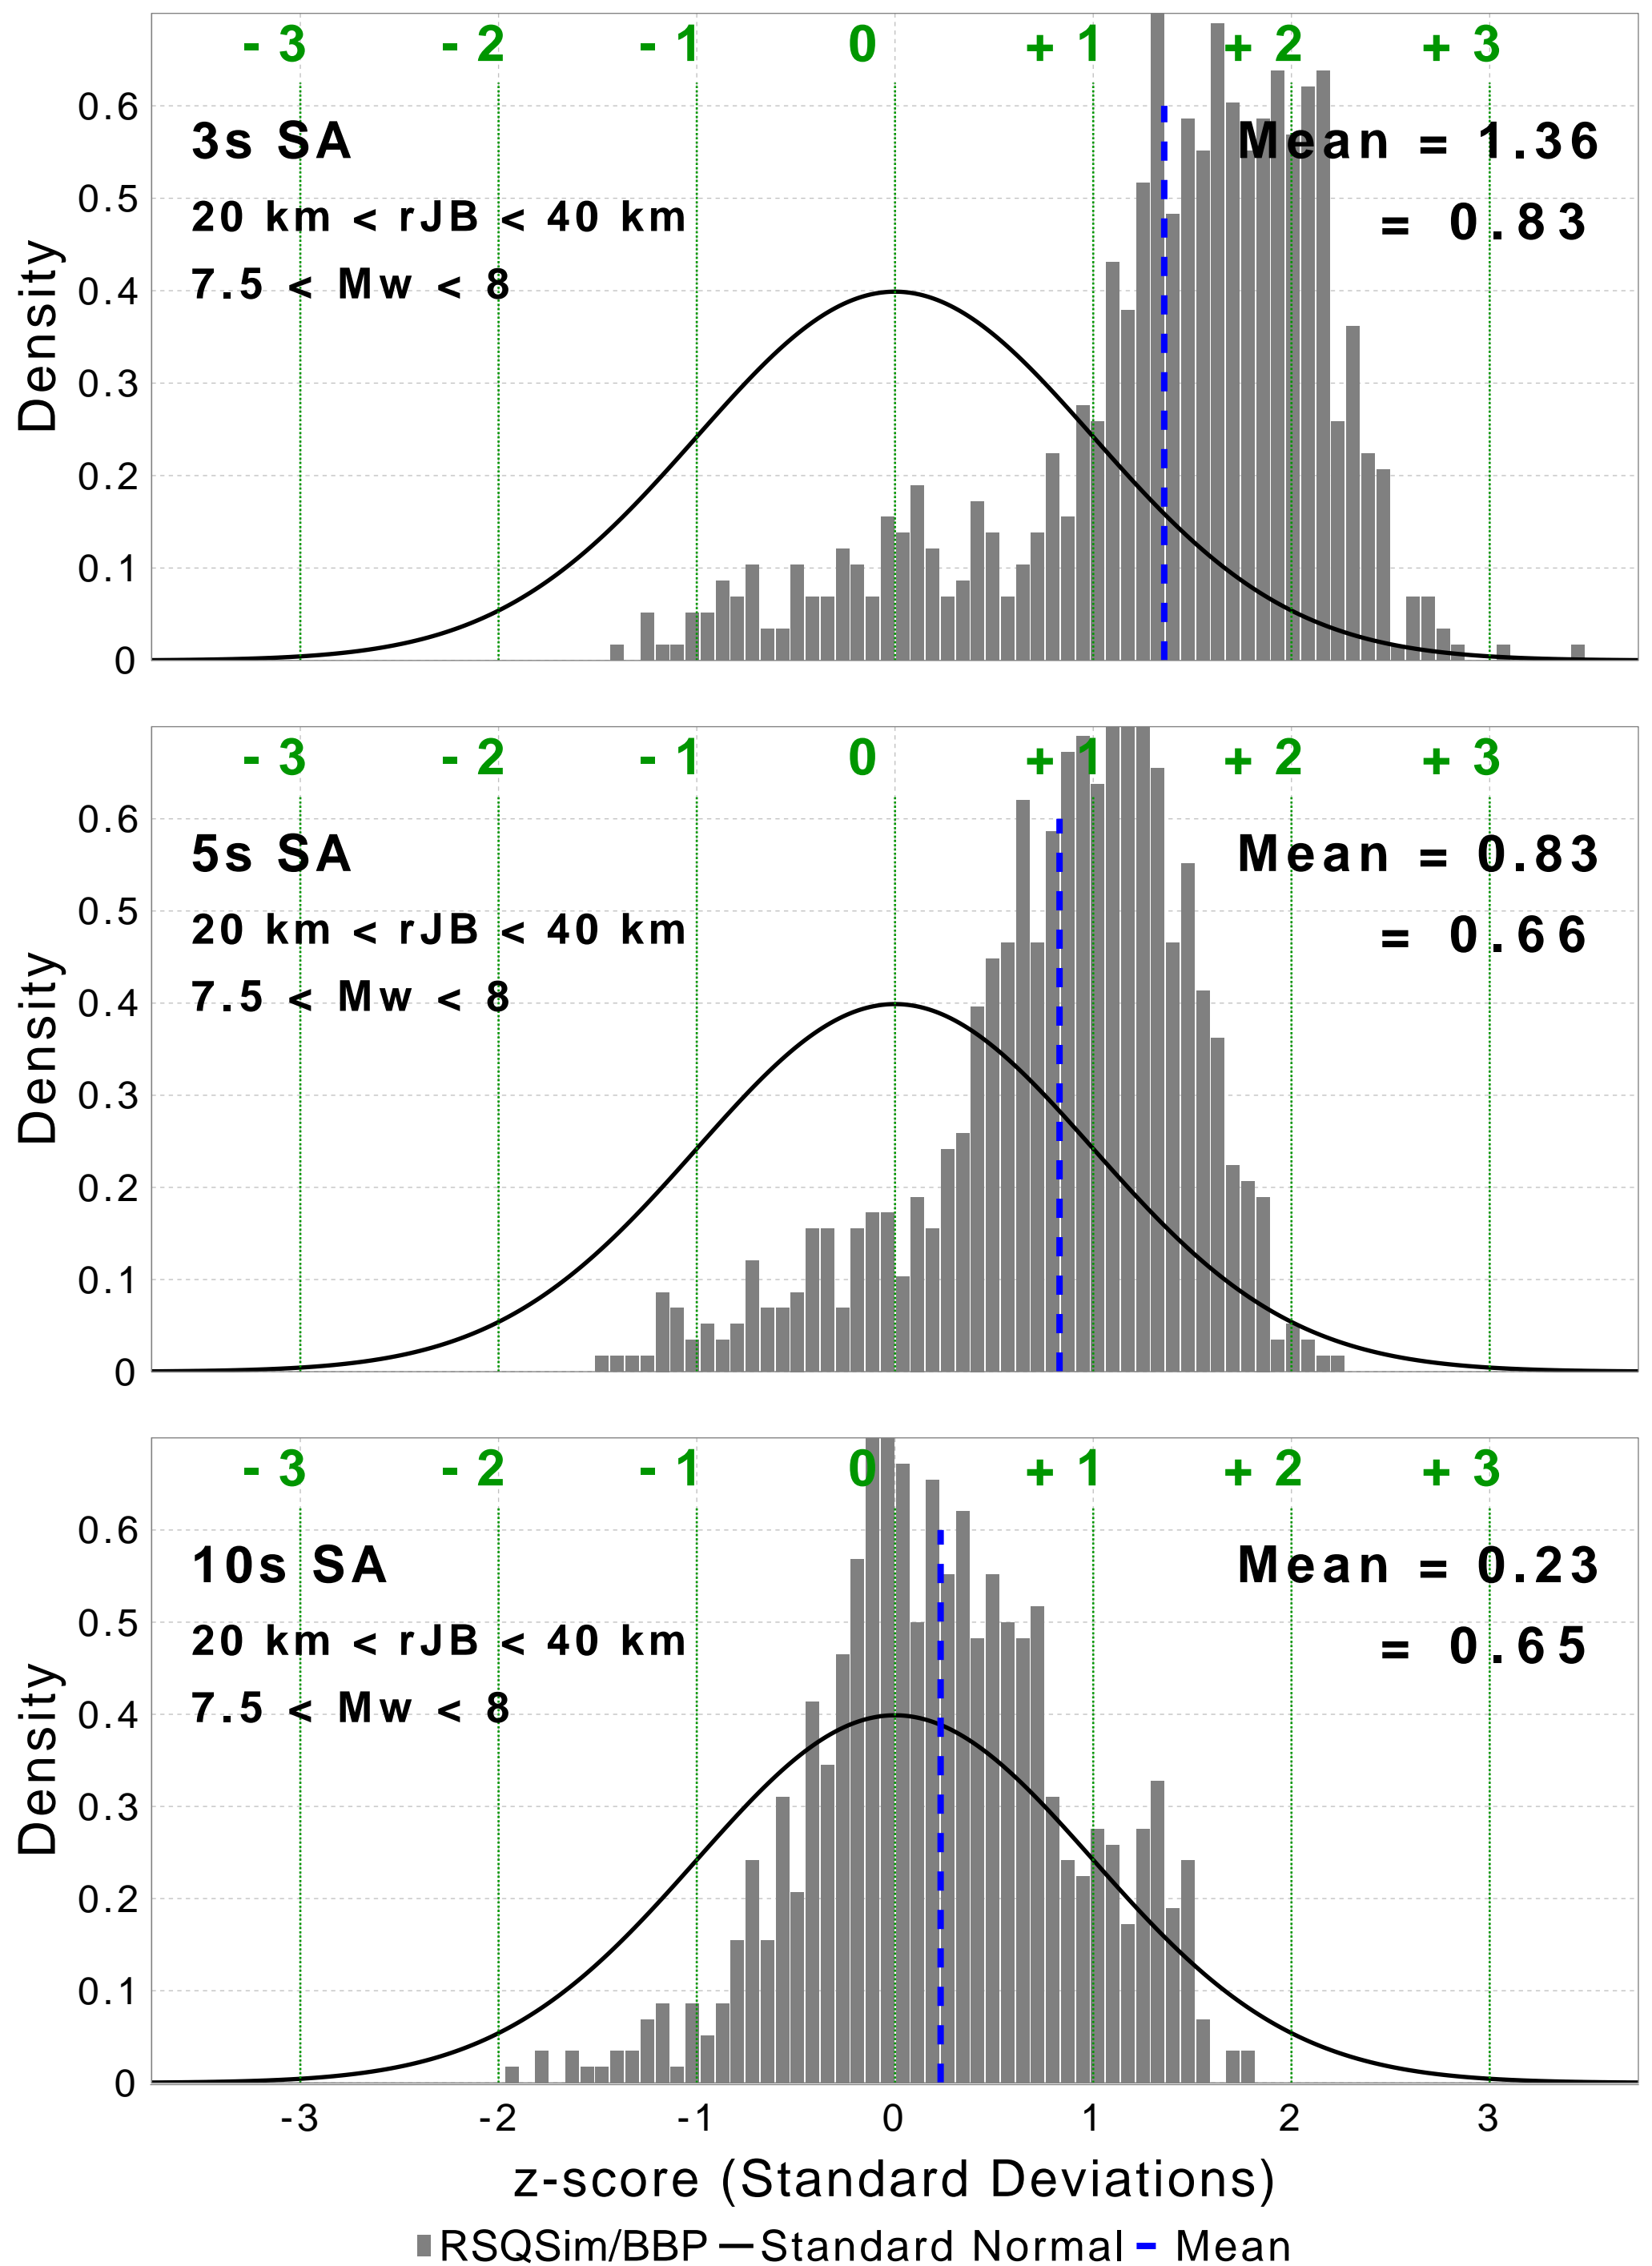 - 3 - 2 - 1 0 + 1 + 2 + 3
0.6
3s SA
Mean = 1.36
0.5
20 km < rJB < 40 km
= 0.83
0.4
7.5 < Mw < 8
0.3
0.2
0.1
0
Density
- 3 - 2 - 1 0 + 1 + 2 + 3
0.6
5s SA
Mean = 0.83
0.5
20 km < rJB < 40 km
= 0.66
0.4
7.5 < Mw < 8
0.3
0.2
0.1
0
Density
- 3 - 2 - 1 0 + 1 + 2 + 3
0.6
10s SA
Mean = 0.23
0.5
20 km < rJB < 40 km
= 0.65
0.4
7.5 < Mw < 8
0.3
0.2
0.1
0
Density
-3 -2 -1 0 1 2 3
z-score (Standard Deviations)
RSQSim/BBP Standard Normal Mean